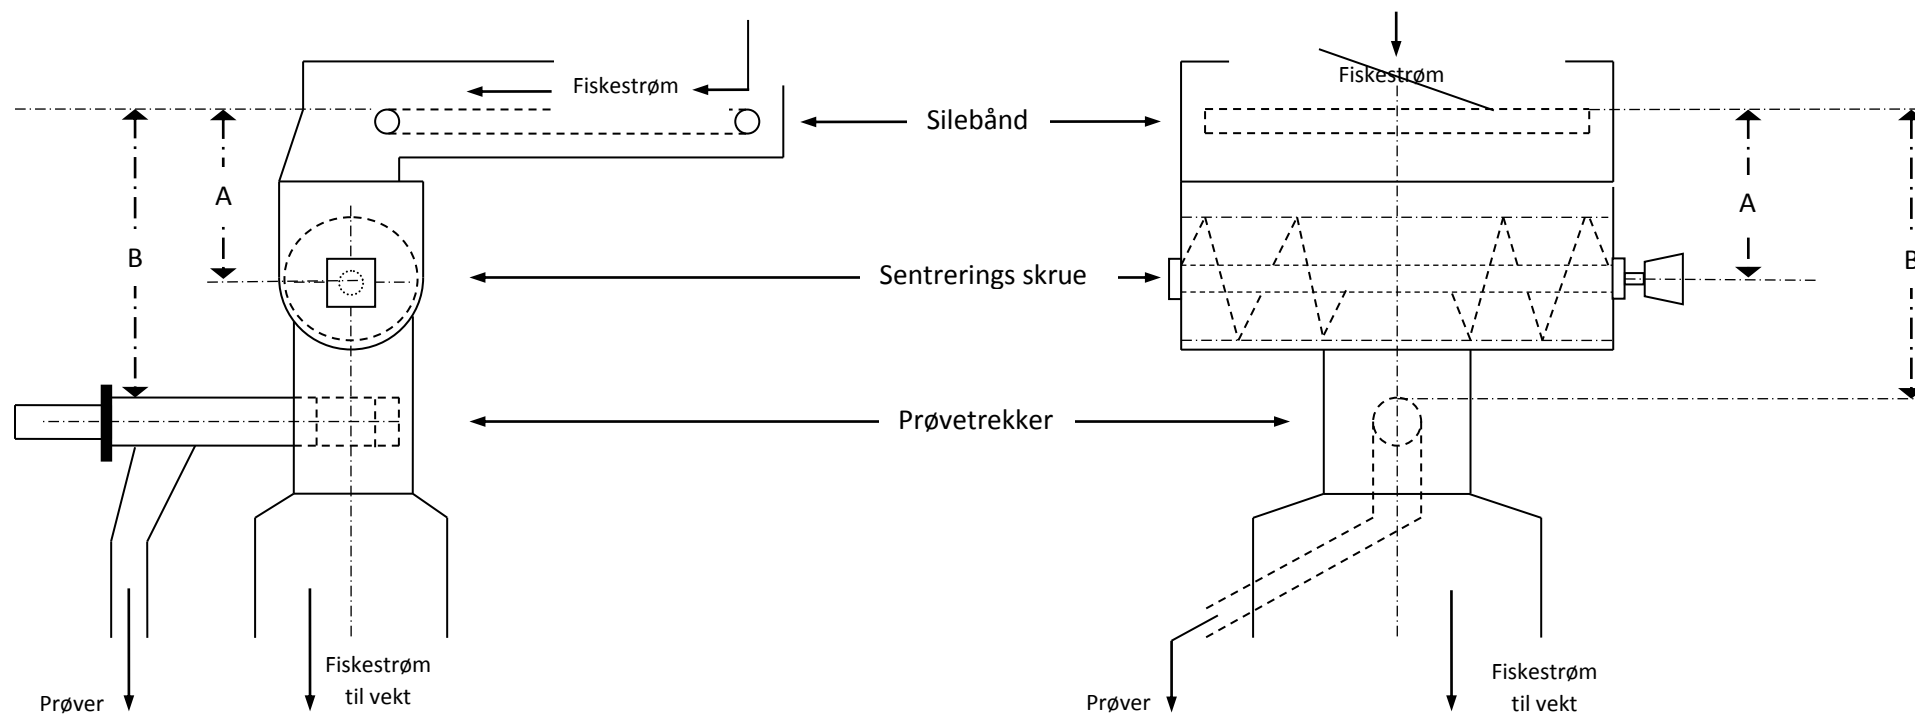 Fiskestrøm
Fiskestrøm
Silebånd
A
A
B
B
Sentrerings skrue
Prøvetrekker
Fiskestrøm
til vekt
Prøver
Fiskestrøm
til vekt
Prøver